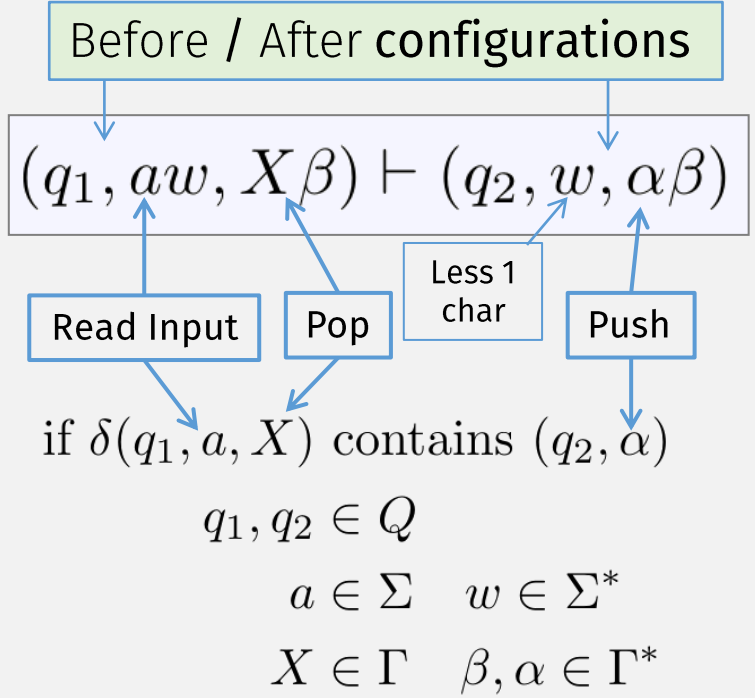 Before / After configurations
(q₁, aw, Xβ) ⊢ (q₂, w, αβ)
Less 1
char
Read Input
Pop
Push
if δ(q₁, a, X) contains (q₂, α)
q₁, q₂ ∈ Q
a ∈ Σ w ∈ Σ*
X ∈ Γ β, α ∈ Γ*